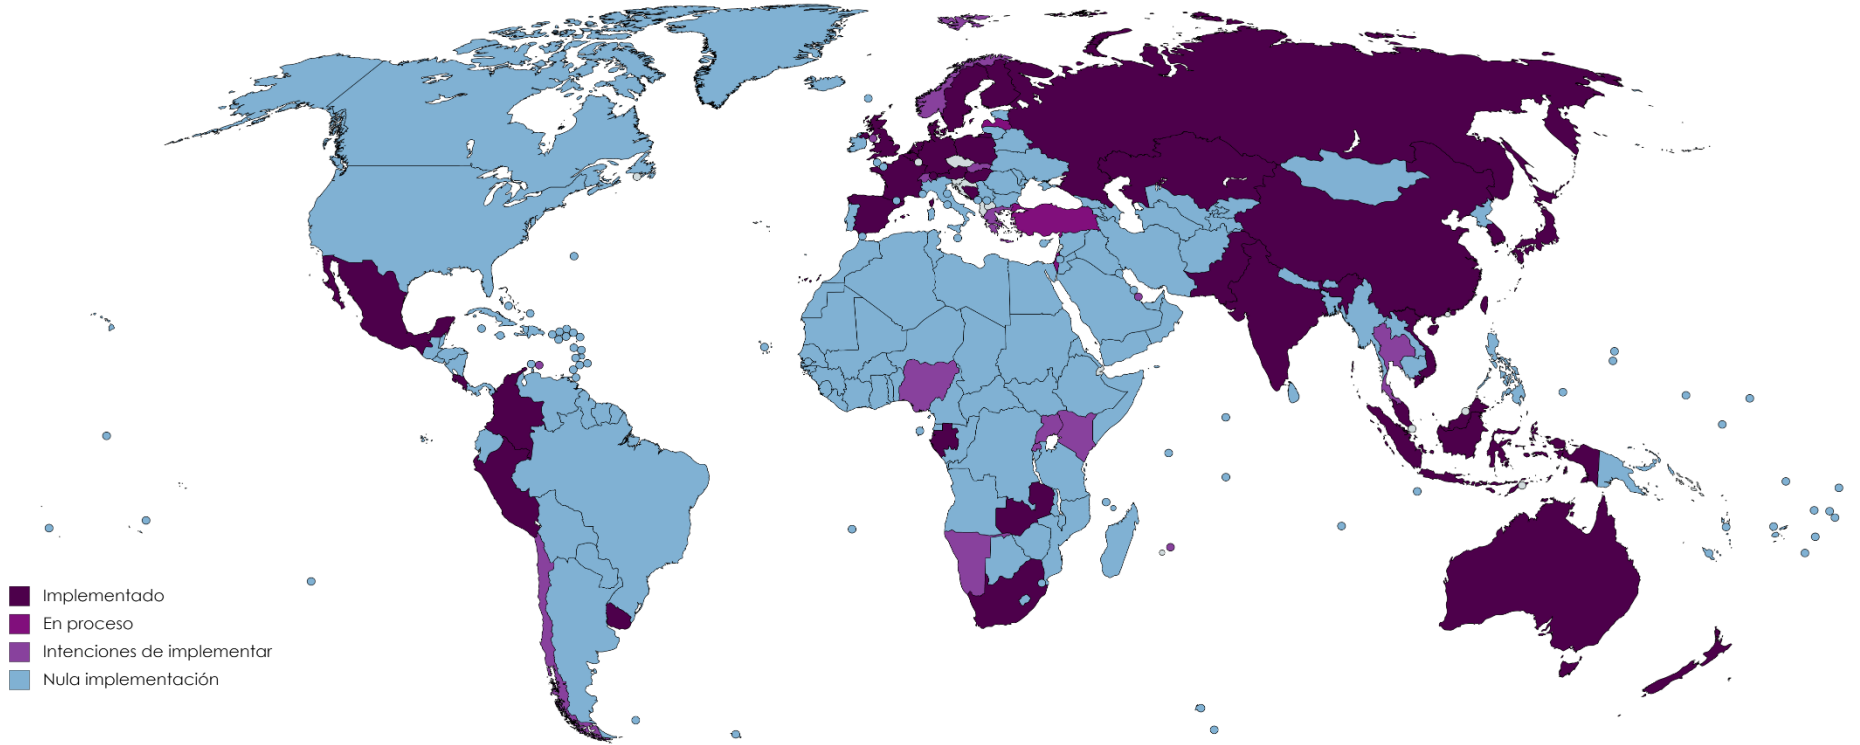 Implementado
En proceso
Intenciones de implementar
Nula implementación